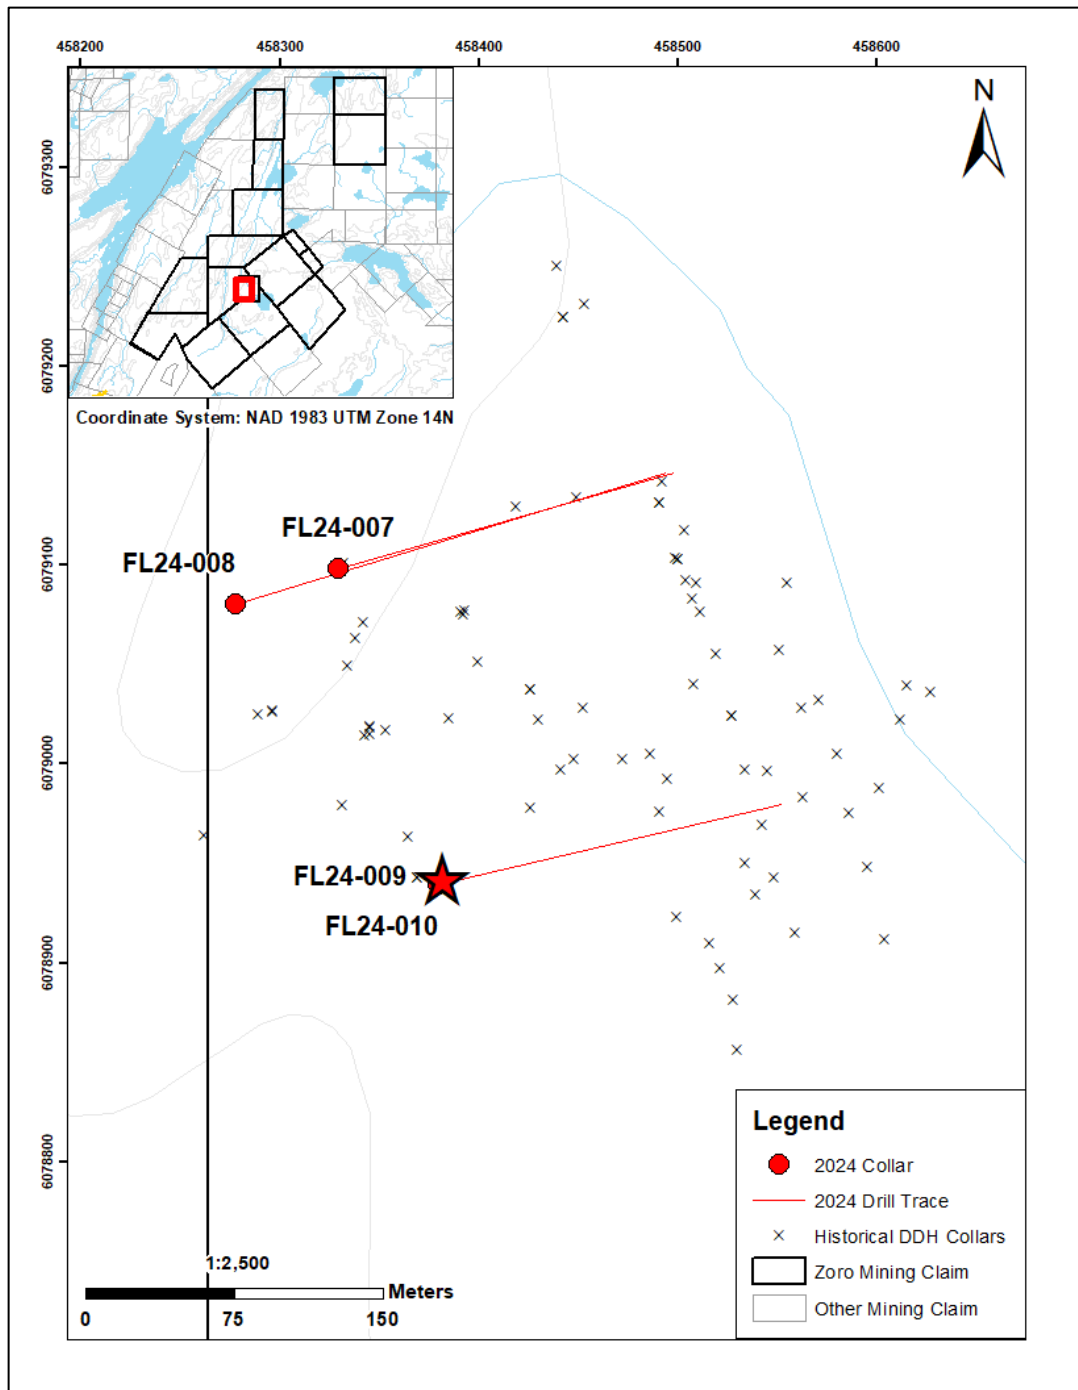 458200 458300 458400 458500 458600
N
6079300
6079200
6079100
6079000
6078900
6078800
Coordinate System: NAD 1983 UTM Zone 14N
FL24-007
FL24-008
FL24-009
FL24-010
Legend
2024 Collar
2024 Drill Trace
Historical DDH Collars
Zoro Mining Claim
Other Mining Claim
1:2,500
Meters
0 75 150